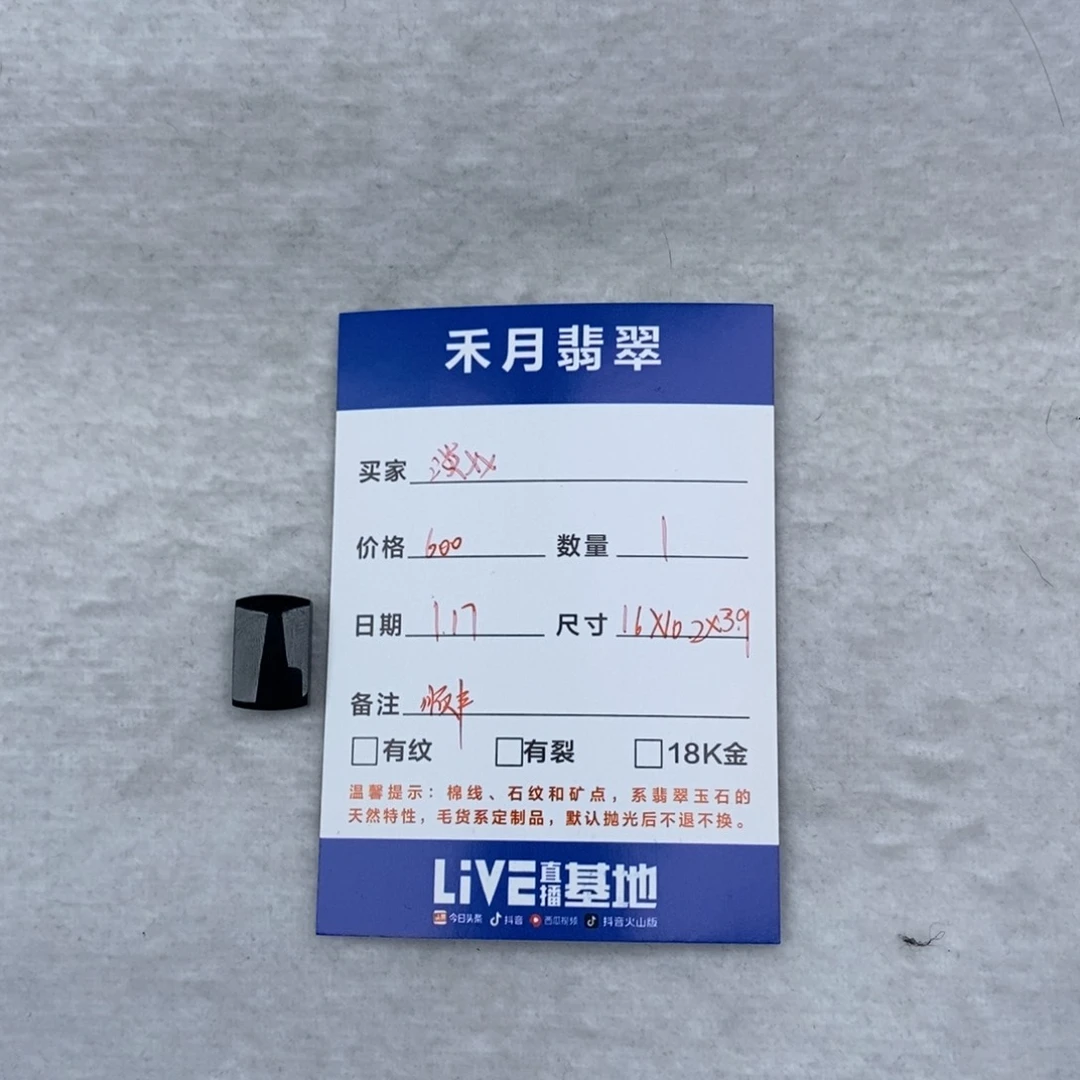 禾月翡翠
买家
价格 600 数量 1
日期 1.17 尺寸 16X10.2X3.9
备注 顺丰
有纹 有裂 18K金
温馨提示：棉线、石纹和矿点，系翡翠玉石的
天然特性，毛货系定制品，默认抛光后不退不换。
LiVE直播基地
今日头条 抖音 西瓜视频 抖音火山版